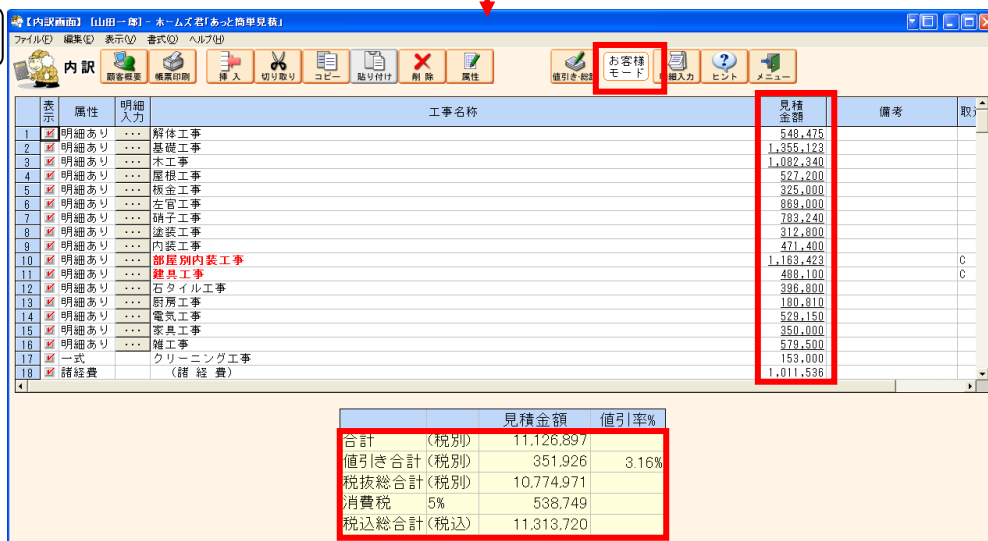 【内訳画面】 [山田一郎] - ホームズ君「あっと簡単見積」
ファイル(F) 編集(E) 表示(V) 書式(O) ヘルプ(H)
内訳 顧客概要 帳票印刷 挿入 切り取り コピー 貼り付け 削除 属性 値引き・総計 お客様モード 明細入力 ヒント メニュー
表示 属性 明細入力 工事名称 見積金額 備考
1 明細あり ... 解体工事 548,475
2 明細あり ... 基礎工事 1,355,123
3 明細あり ... 木工事 1,082,340
4 明細あり ... 屋根工事 527,200
5 明細あり ... 板金工事 325,000
6 明細あり ... 左官工事 869,000
7 明細あり ... 硝子工事 783,240
8 明細あり ... 塗装工事 312,800
9 明細あり ... 内装工事 471,400
10 明細あり ... 部屋別内装工事 1,163,423 C
11 明細あり ... 建具工事 488,100 C
12 明細あり ... 石タイル工事 396,800
13 明細あり ... 厨房工事 180,810
14 明細あり ... 電気工事 529,150
15 明細あり ... 家具工事 350,000
16 明細あり ... 雑工事 579,500
17 一式 クリーニング工事 153,000
18 諸経費 (諸 経 費) 1,011,536
見積金額 値引率%
合計 (税別) 11,126,897
値引き合計 (税別) 351,926 3.16%
税抜総合計 (税別) 10,774,971
消費税 5% 538,749
税込総合計 (税込) 11,313,720